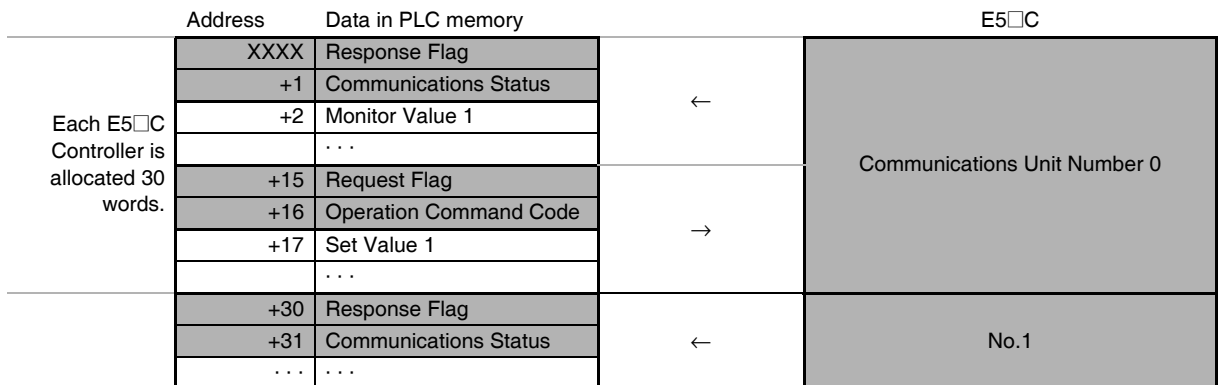 Address Data in PLC memory E5□C
XXXX Response Flag
+1 Communications Status
←
+2 Monitor Value 1
. . .
Each E5□C
Controller is
allocated 30
words.
Communications Unit Number 0
+15 Request Flag
+16 Operation Command Code
→
+17 Set Value 1
. . .
+30 Response Flag
+31 Communications Status ← No.1
. . . . . .